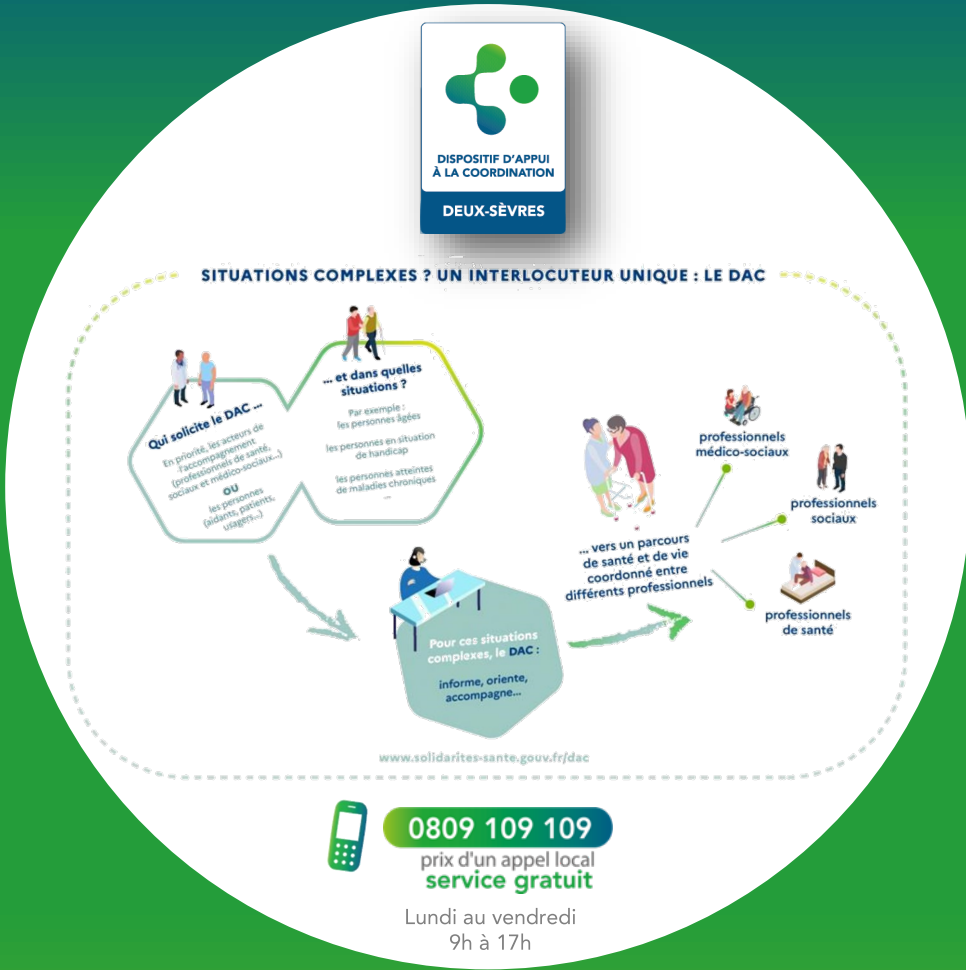 DISPOSITIF D'APPUI
À LA COORDINATION
DEUX-SÈVRES
SITUATIONS COMPLEXES ? UN INTERLOCUTEUR UNIQUE : LE DAC
Qui solicite le DAC ...
En priorité, les acteurs de
l'accompagnement
(professionnels de santé,
sociaux et médico-sociaux...)
OU
les personnes
(aidants, patients,
usagers...)
... et dans quelles
situations ?
Par exemple :
les personnes âgées
les personnes en situation
de handicap
les personnes atteintes
de maladies chroniques
...
Pour ces situations
complexes, le DAC :
informe, oriente,
accompagne...
... vers un parcours
de santé et de vie
coordonné entre
différents professionnels
professionnels
médico-sociaux
professionnels
sociaux
professionnels
de santé
www.solidarites-sante.gouv.fr/dac
0809 109 109
prix d'un appel local
service gratuit
Lundi au vendredi
9h à 17h